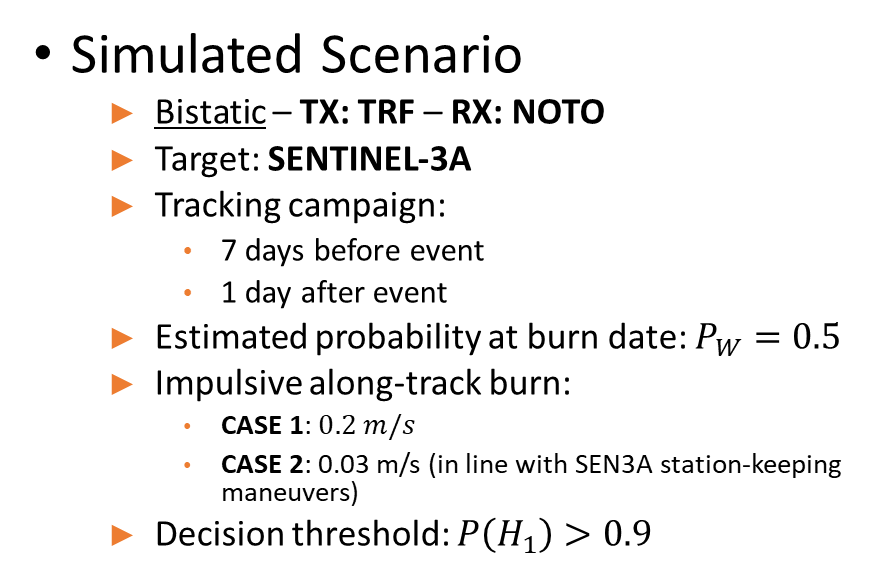 • Simulated Scenario
► Bistatic – TX: TRF – RX: NOTO
► Target: SENTINEL-3A
► Tracking campaign:
• 7 days before event
• 1 day after event
► Estimated probability at burn date: P_W = 0.5
► Impulsive along-track burn:
• CASE 1: 0.2 m/s
• CASE 2: 0.03 m/s (in line with SEN3A station-keeping
maneuvers)
► Decision threshold: P(H₁) > 0.9